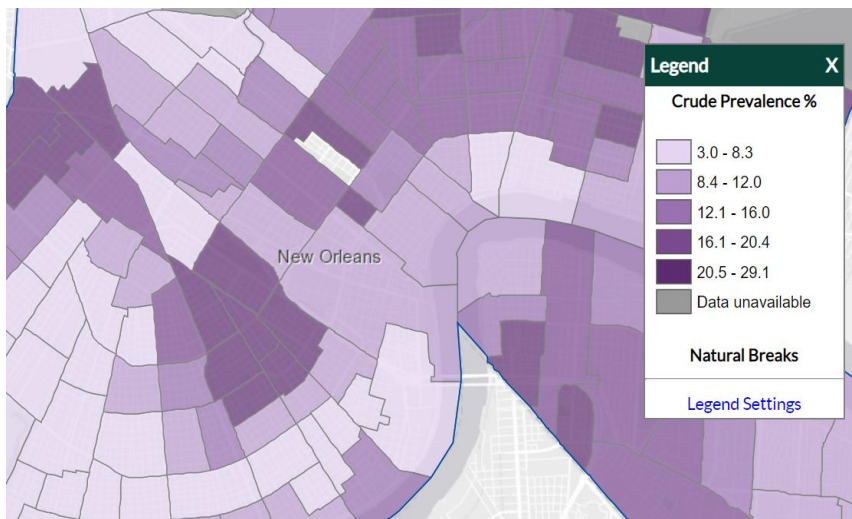 Legend X
Crude Prevalence %
3.0 - 8.3
8.4 - 12.0
12.1 - 16.0
16.1 - 20.4
20.5 - 29.1
Data unavailable
Natural Breaks
Legend Settings
New Orleans